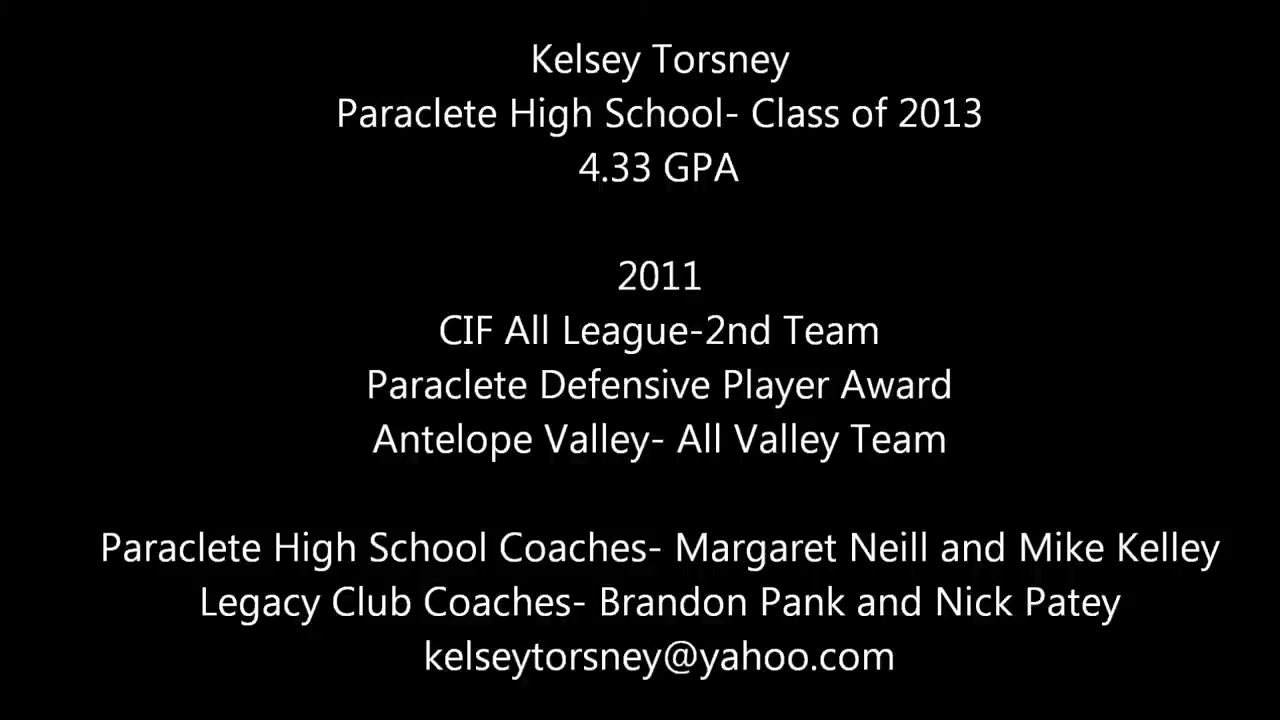 Kelsey Torsney
Paraclete High School- Class of 2013
4.33 GPA
2011
CIF All League-2nd Team
Paraclete Defensive Player Award
Antelope Valley- All Valley Team
Paraclete High School Coaches- Margaret Neill and Mike Kelley
Legacy Club Coaches- Brandon Pank and Nick Patey
kelseytorsney@yahoo.com